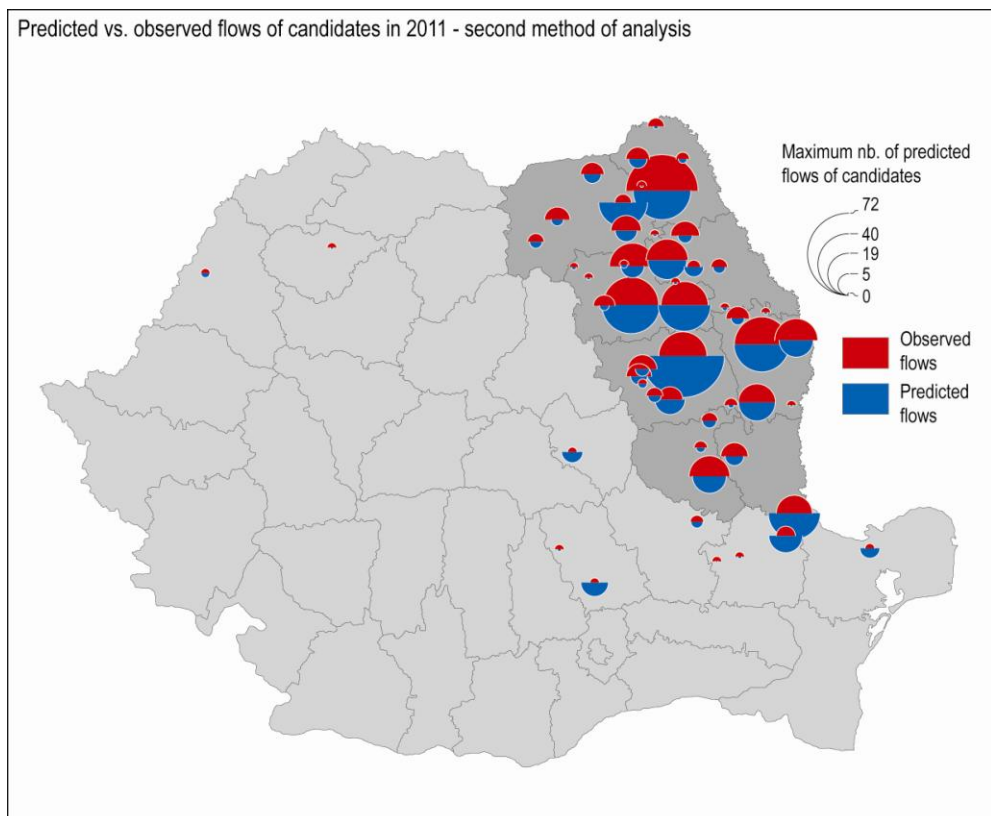 Predicted vs. observed flows of candidates in 2011 - second method of analysis
Maximum nb. of predicted
flows of candidates
72
40
19
5
0
Observed
flows
Predicted
flows